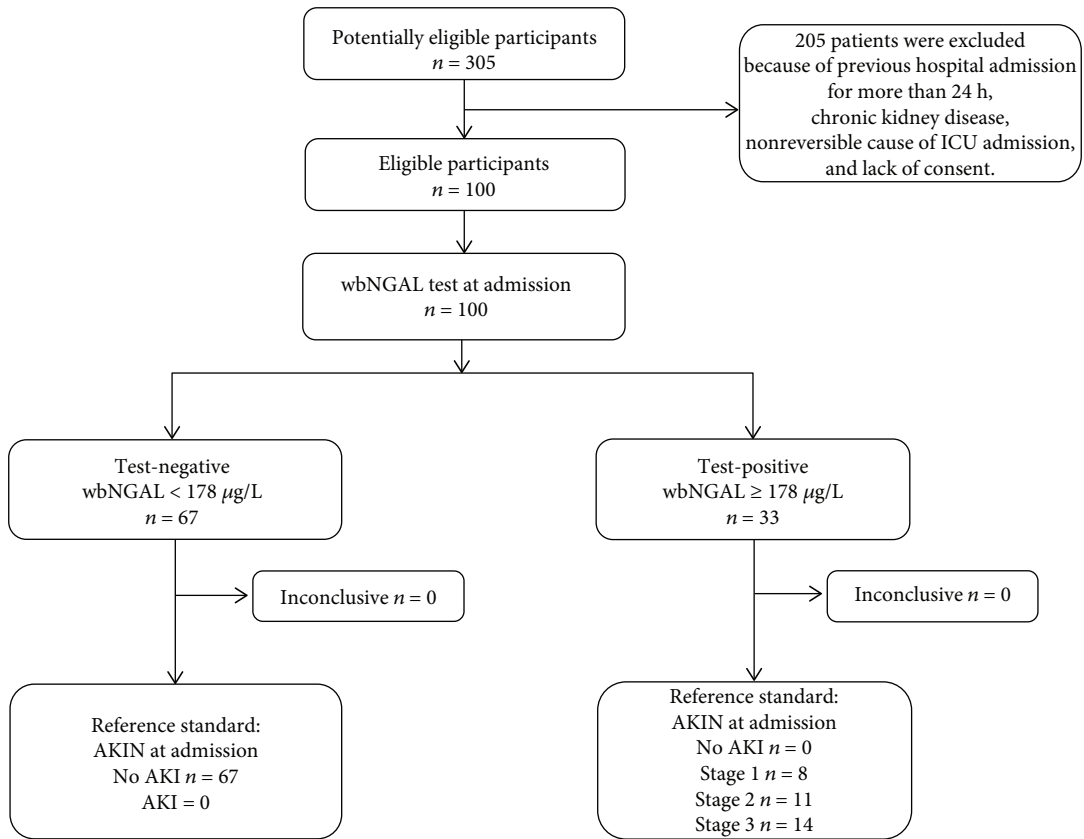 Potentially eligible participants
n = 305
205 patients were excluded
because of previous hospital admission
for more than 24 h,
chronic kidney disease,
nonreversible cause of ICU admission,
and lack of consent.
Eligible participants
n = 100
wbNGAL test at admission
n = 100
Test-negative
wbNGAL < 178 μg/L
n = 67
Test-positive
wbNGAL ≥ 178 μg/L
n = 33
Inconclusive n = 0
Inconclusive n = 0
Reference standard:
AKIN at admission
No AKI n = 67
AKI = 0
Reference standard:
AKIN at admission
No AKI n = 0
Stage 1 n = 8
Stage 2 n = 11
Stage 3 n = 14